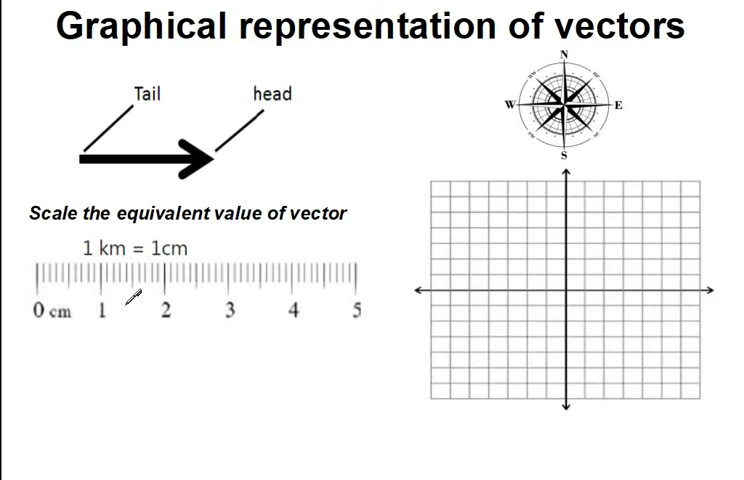 Graphical representation of vectors
Tail
head
N
W
E
S
Scale the equivalent value of vector
1 km = 1cm
0 cm 1 2 3 4 5